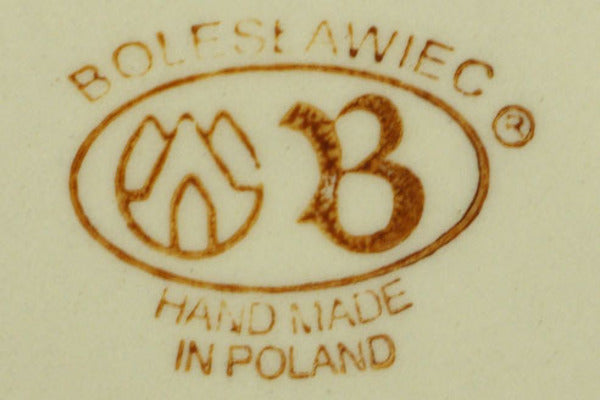 BOLESŁAWIEC
®
B
HAND MADE
IN POLAND